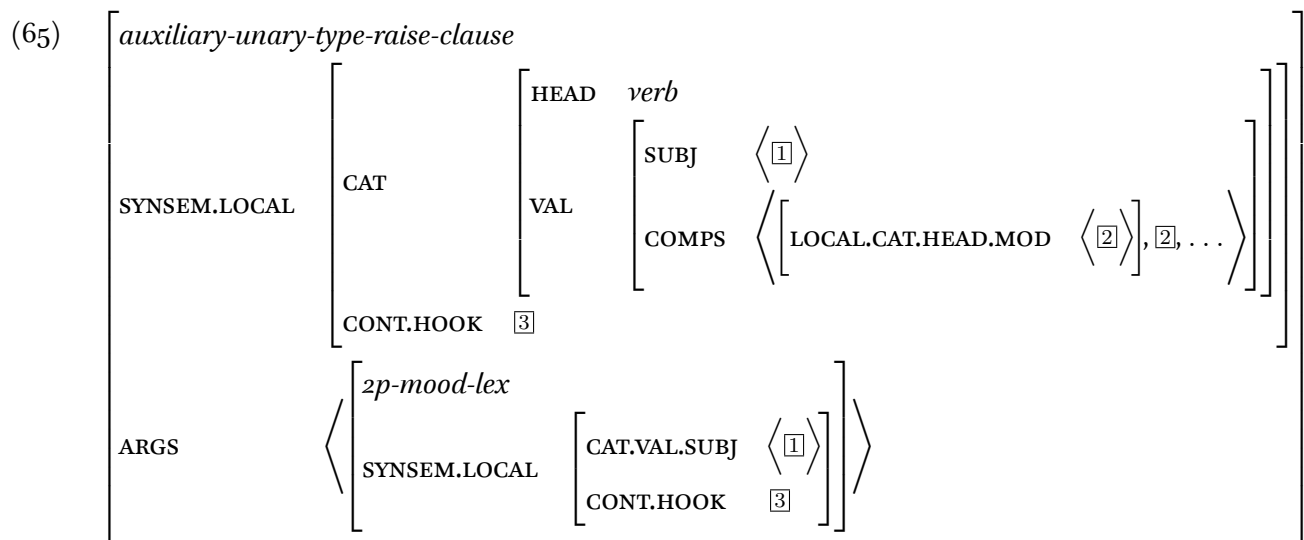 (65)
auxiliary-unary-type-raise-clause
HEAD verb
SUBJ ⟨ 1 ⟩
CAT
SYNSEM.LOCAL VAL
COMPS ⟨ [ LOCAL.CAT.HEAD.MOD ⟨ 2 ⟩ ], 2, . . . ⟩
CONT.HOOK 3
2p-mood-lex
CAT.VAL.SUBJ ⟨ 1 ⟩
ARGS
SYNSEM.LOCAL
CONT.HOOK 3